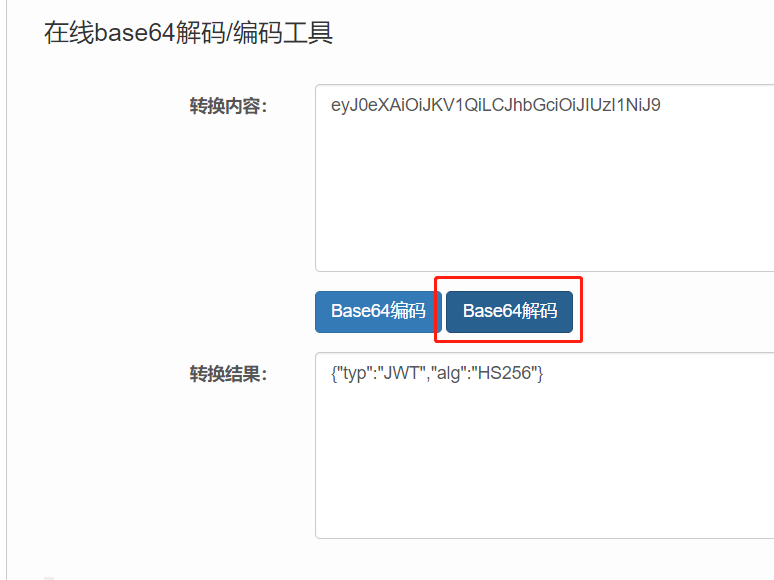 在线base64解码/编码工具
转换内容：
eyJ0eXAiOiJKV1QiLCJhbGciOiJIUzI1NiJ9
Base64编码 Base64解码
转换结果：
{"typ":"JWT","alg":"HS256"}